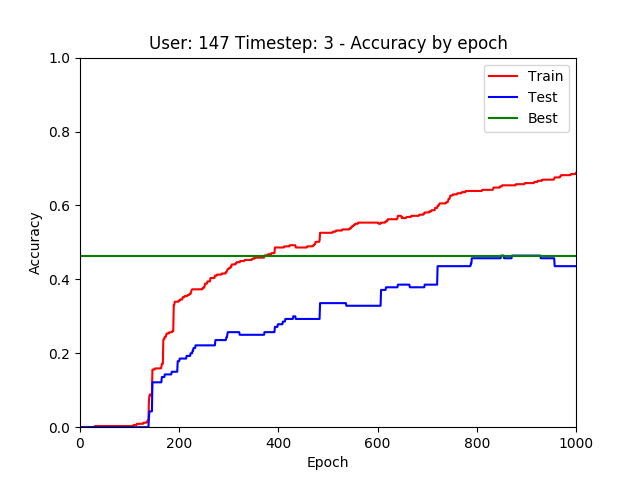 User: 147 Timestep: 3 - Accuracy by epoch
1.0
0.8
0.6
0.4
0.2
0.0
Accuracy
Train
Test
Best
0 200 400 600 800 1000
Epoch